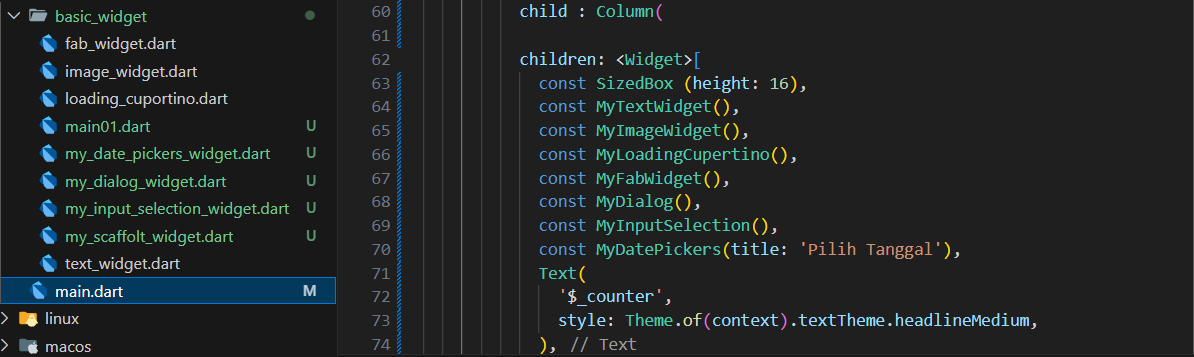 basic_widget
fab_widget.dart
image_widget.dart
loading_cuportino.dart
main01.dart U
my_date_pickers_widget.dart U
my_dialog_widget.dart U
my_input_selection_widget.dart U
my_scaffolt_widget.dart U
text_widget.dart
main.dart M
linux
macos
60 child : Column(
61
62 children: <Widget>[
63 const SizedBox (height: 16),
64 const MyTextWidget(),
65 const MyImageWidget(),
66 const MyLoadingCupertino(),
67 const MyFabWidget(),
68 const MyDialog(),
69 const MyInputSelection(),
70 const MyDatePickers(title: 'Pilih Tanggal'),
71 Text(
72 '$_counter',
73 style: Theme.of(context).textTheme.headlineMedium,
74 ), // Text